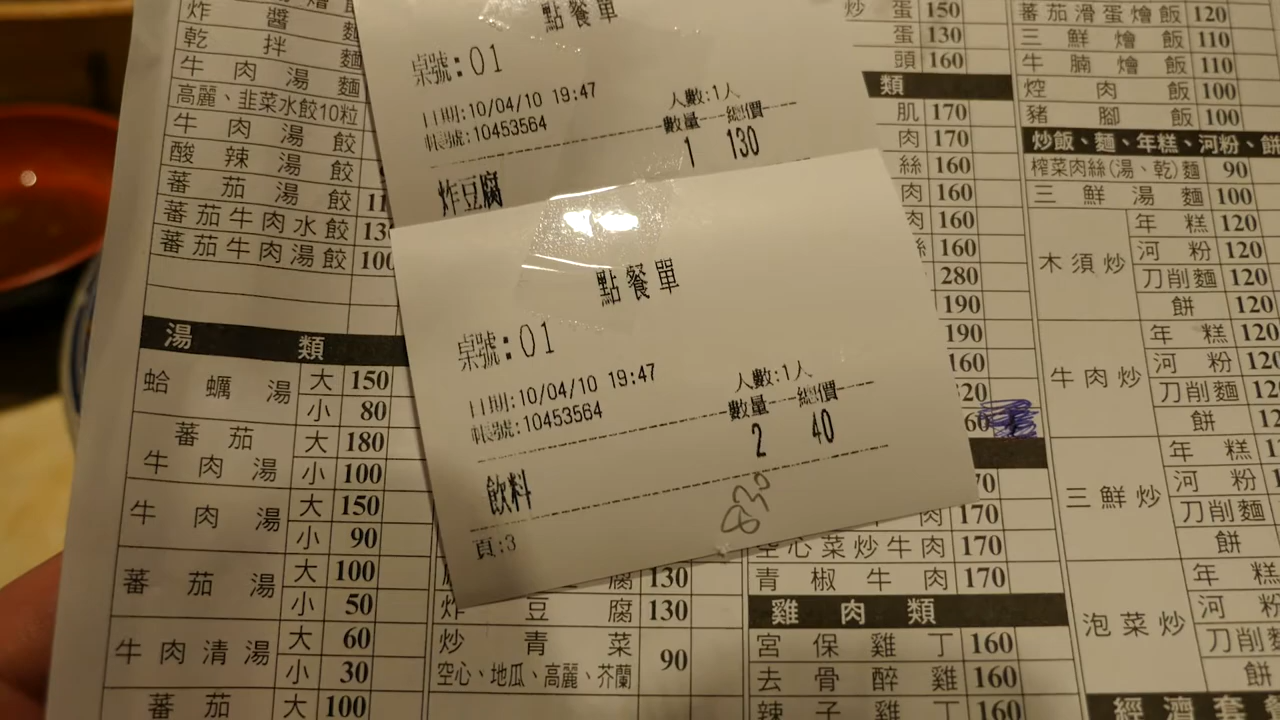 炸醬麵
乾拌麵
牛肉湯麵
高麗、韭菜水餃10粒
牛肉湯餃
酸辣湯餃
蕃茄湯餃
蕃茄牛肉水餃 13
蕃茄牛肉湯餃 100
湯類
蛤蠣湯 大 150
小 80
蕃茄牛肉湯 大 180
小 100
牛肉湯 大 150
小 90
蕃茄湯 大 100
小 50
牛肉清湯 大 60
小 30
蕃茄 大 100
點餐單
桌號:01
日期:10/04/10 19:47
帳號:10453564
人數:1人
數量 總價
1 130
炸豆腐
點餐單
桌號:01
日期:10/04/10 19:47
帳號:10453564
人數:1人
數量 總價
2 40
飲料
頁:3
830
腐 130
炸豆腐 130
炒青菜 90
空心、地瓜、高麗、芥蘭
炒蛋 150
蛋 130
頭 160
類
肌 170
肉 170
絲 160
肉 160
肉 160
絲 160
280
190
190
160
肉 170
空心菜炒牛肉 170
青椒牛肉 170
雞肉類
宮保雞丁 160
去骨醉雞 160
辣子雞丁 160
蕃茄滑蛋燴飯 120
三鮮燴飯 110
牛腩燴飯 110
焢肉飯 100
豬腳飯 100
炒飯、麵、年糕、河粉、餅
榨菜肉絲(湯、乾)麵 90
三鮮湯麵 100
木須炒 年糕 120
河粉 120
刀削麵 120
餅 120
牛肉炒 年糕 120
河粉 120
刀削麵 12
餅 12
三鮮炒 年糕
河粉
刀削麵
餅
泡菜炒 年糕
河粉
刀削麵
餅
經濟套餐